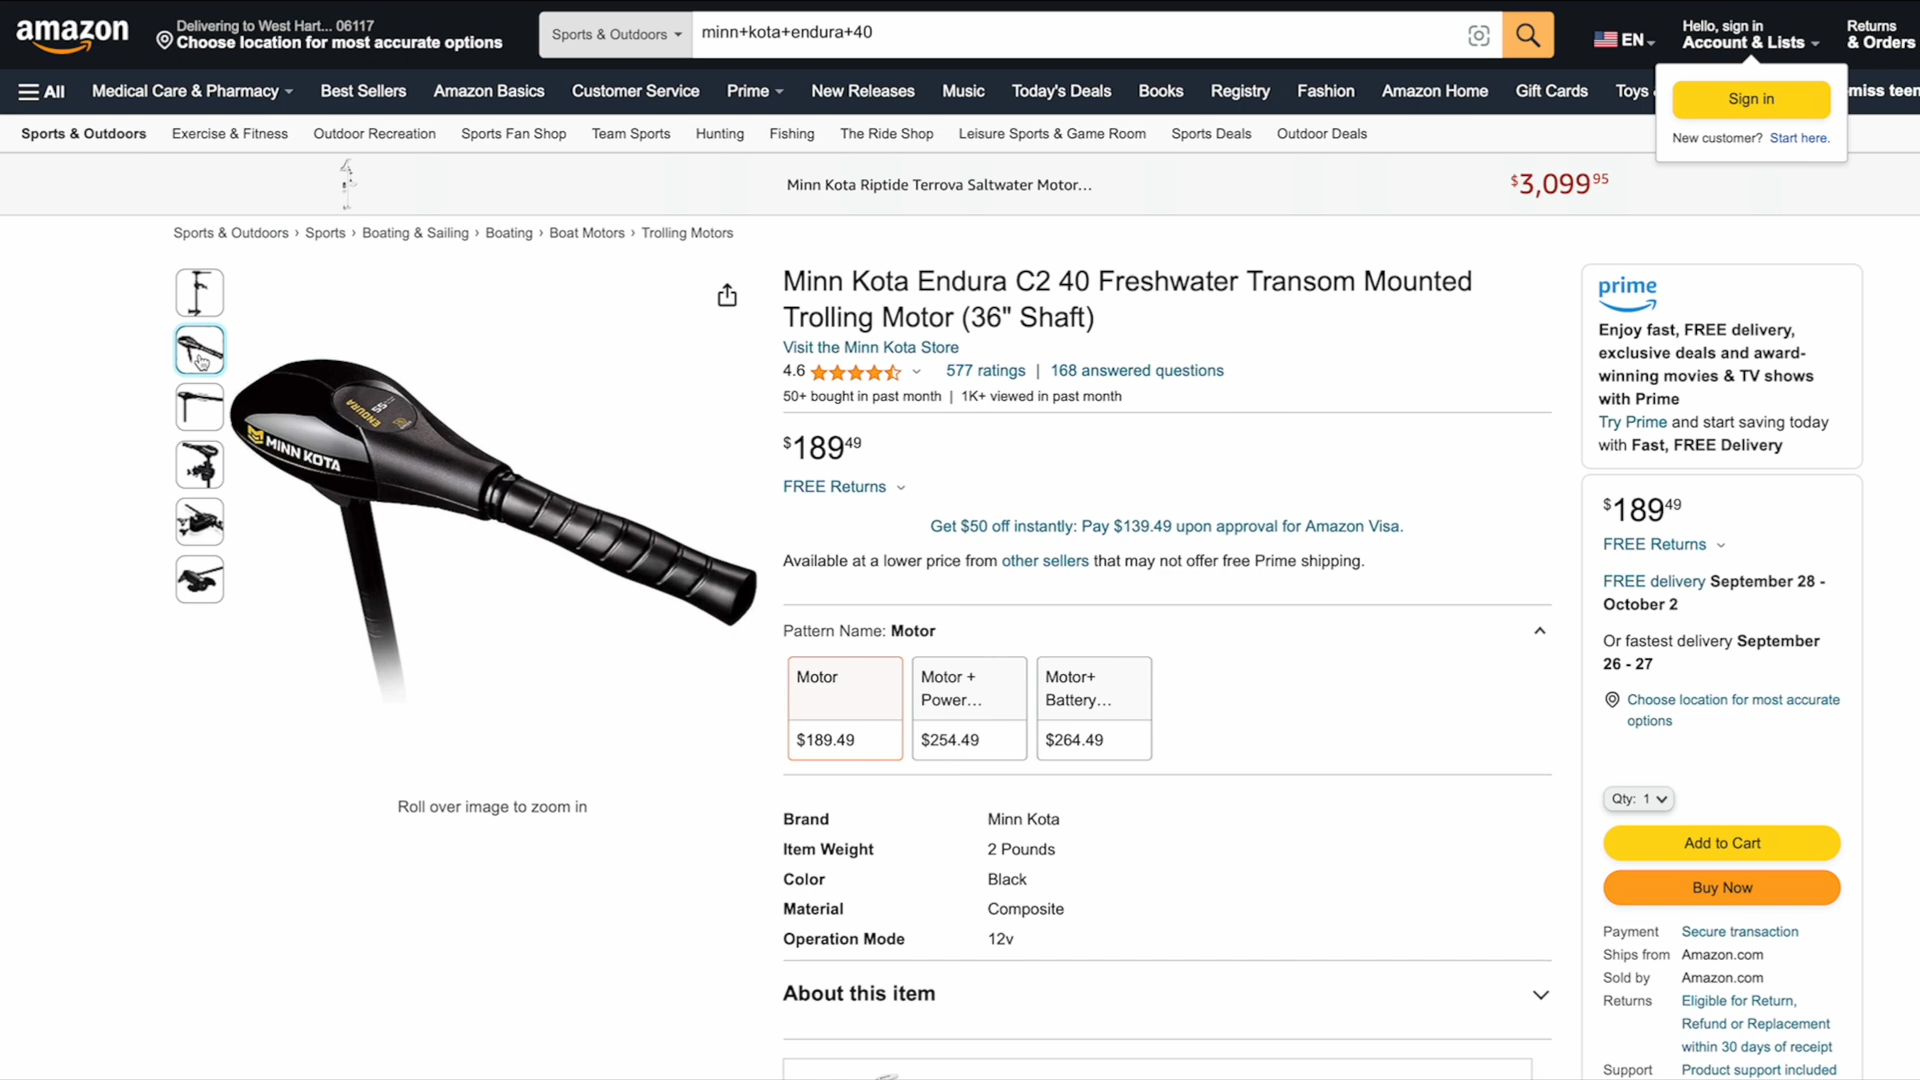 amazon
Delivering to West Hart... 06117
Choose location for most accurate options
Sports & Outdoors
minn+kota+endura+40
EN
Hello, sign in
Account & Lists
Returns
& Orders
All
Medical Care & Pharmacy
Best Sellers
Amazon Basics
Customer Service
Prime
New Releases
Music
Today's Deals
Books
Registry
Fashion
Amazon Home
Gift Cards
Toys
miss teen
Sign in
New customer? Start here.
Sports & Outdoors
Exercise & Fitness
Outdoor Recreation
Sports Fan Shop
Team Sports
Hunting
Fishing
The Ride Shop
Leisure Sports & Game Room
Sports Deals
Outdoor Deals
Minn Kota Riptide Terrova Saltwater Motor...
$3,099 95
Sports & Outdoors › Sports › Boating & Sailing › Boating › Boat Motors › Trolling Motors
MINN KOTA
ENDURA
55
Roll over image to zoom in
Minn Kota Endura C2 40 Freshwater Transom Mounted
Trolling Motor (36" Shaft)
Visit the Minn Kota Store
4.6
577 ratings | 168 answered questions
50+ bought in past month | 1K+ viewed in past month
$189 49
FREE Returns
Get $50 off instantly: Pay $139.49 upon approval for Amazon Visa.
Available at a lower price from other sellers that may not offer free Prime shipping.
Pattern Name: Motor
Motor
$189.49
Motor +
Power...
$254.49
Motor+
Battery...
$264.49
Brand Minn Kota
Item Weight 2 Pounds
Color Black
Material Composite
Operation Mode 12v
About this item
prime
Enjoy fast, FREE delivery,
exclusive deals and award-
winning movies & TV shows
with Prime
Try Prime and start saving today
with Fast, FREE Delivery
$189 49
FREE Returns
FREE delivery September 28 -
October 2
Or fastest delivery September
26 - 27
Choose location for most accurate
options
Qty: 1
Add to Cart
Buy Now
Payment Secure transaction
Ships from Amazon.com
Sold by Amazon.com
Returns Eligible for Return,
Refund or Replacement
within 30 days of receipt
Support Product support included